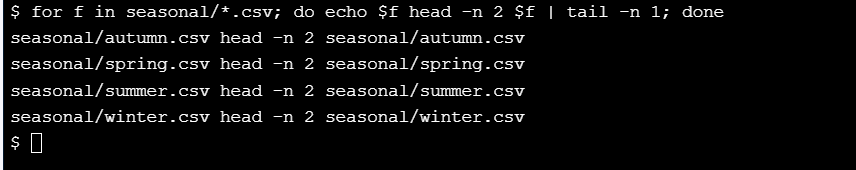 $ for f in seasonal/*.csv; do echo $f head -n 2 $f | tail -n 1; done
seasonal/autumn.csv head -n 2 seasonal/autumn.csv
seasonal/spring.csv head -n 2 seasonal/spring.csv
seasonal/summer.csv head -n 2 seasonal/summer.csv
seasonal/winter.csv head -n 2 seasonal/winter.csv
$